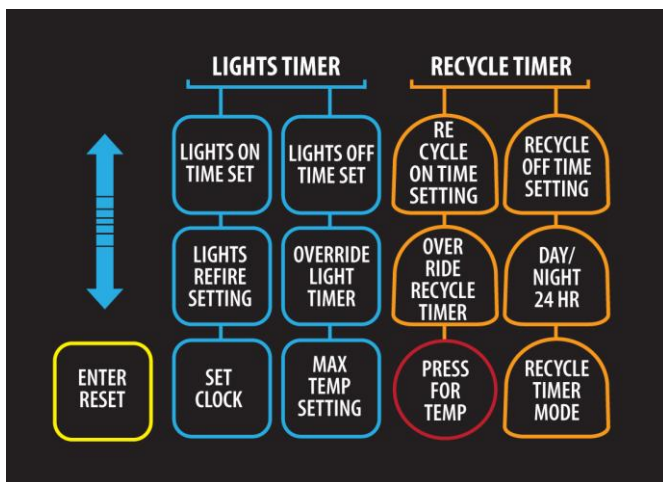 LIGHTS TIMER
RECYCLE TIMER
LIGHTS ON
TIME SET
LIGHTS OFF
TIME SET
RE
CYCLE
ON TIME
SETTING
RECYCLE
OFF TIME
SETTING
LIGHTS
REFIRE
SETTING
OVERRIDE
LIGHT
TIMER
OVER
RIDE
RECYCLE
TIMER
DAY/
NIGHT
24 HR
ENTER
RESET
SET
CLOCK
MAX
TEMP
SETTING
PRESS
FOR
TEMP
RECYCLE
TIMER
MODE